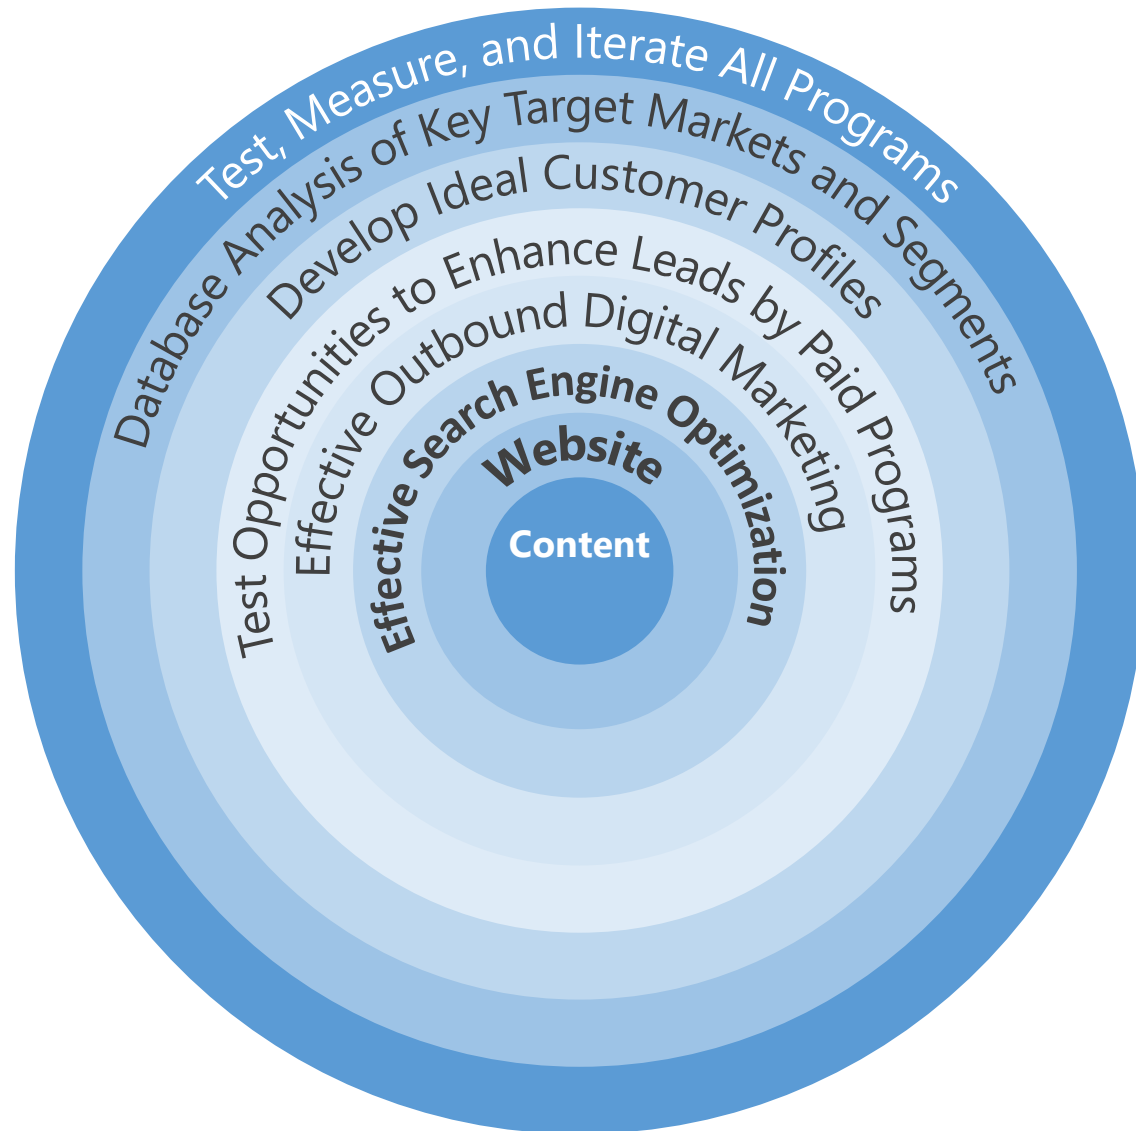 Test, Measure, and Iterate All Programs
Database Analysis of Key Target Markets and Segments
Develop Ideal Customer Profiles
Test Opportunities to Enhance Leads by Paid Programs
Effective Outbound Digital Marketing
Effective Search Engine Optimization
Website
Content